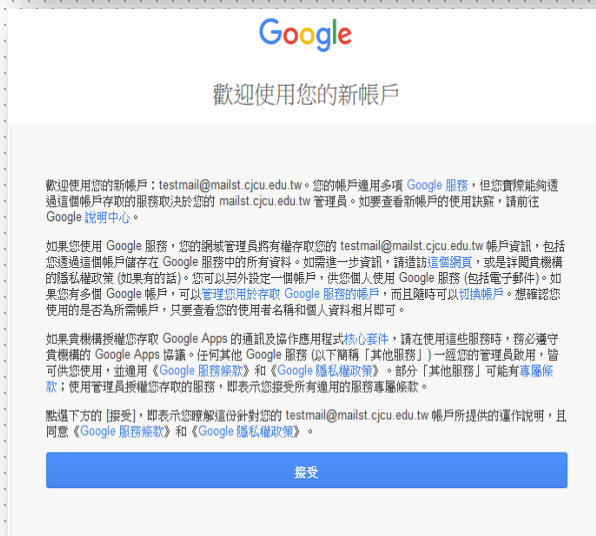 Google
歡迎使用您的新帳戶
歡迎使用您的新帳戶：testmail@mailst.cjcu.edu.tw。您的帳戶適用多項 Google 服務，但您實際能夠透
過這個帳戶存取的服務取決於您的 mailst.cjcu.edu.tw 管理員。如要查看新帳戶的使用訣竅，請前往
Google 說明中心。
如果您使用 Google 服務，您的網域管理員將有權存取您的 testmail@mailst.cjcu.edu.tw 帳戶資訊，包括
您透過這個帳戶儲存在 Google 服務中的所有資料。如需進一步資訊，請造訪這個網頁，或是詳閱貴機構
的隱私權政策 (如果有的話)。您可以另外設定一個帳戶，供您個人使用 Google 服務 (包括電子郵件)。如
果您有多個 Google 帳戶，可以管理您用於存取 Google 服務的帳戶，而且隨時可以切換帳戶。想確認您
使用的是否為所需帳戶，只要查看您的使用者名稱和個人資料相片即可。
如果貴機構授權您存取 Google Apps 的通訊及協作應用程式核心套件，請在使用這些服務時，務必遵守
貴機構的 Google Apps 協議。任何其他 Google 服務 (以下簡稱「其他服務」) 一經您的管理員啟用，皆
可供您使用，並適用《Google 服務條款》和《Google 隱私權政策》。部分「其他服務」可能有專屬條
款；使用管理員授權您存取的服務，即表示您接受所有適用的服務專屬條款。
點選下方的 [接受]，即表示您瞭解這份針對您的 testmail@mailst.cjcu.edu.tw 帳戶所提供的運作說明，且
同意《Google 服務條款》和《Google 隱私權政策》。
接受